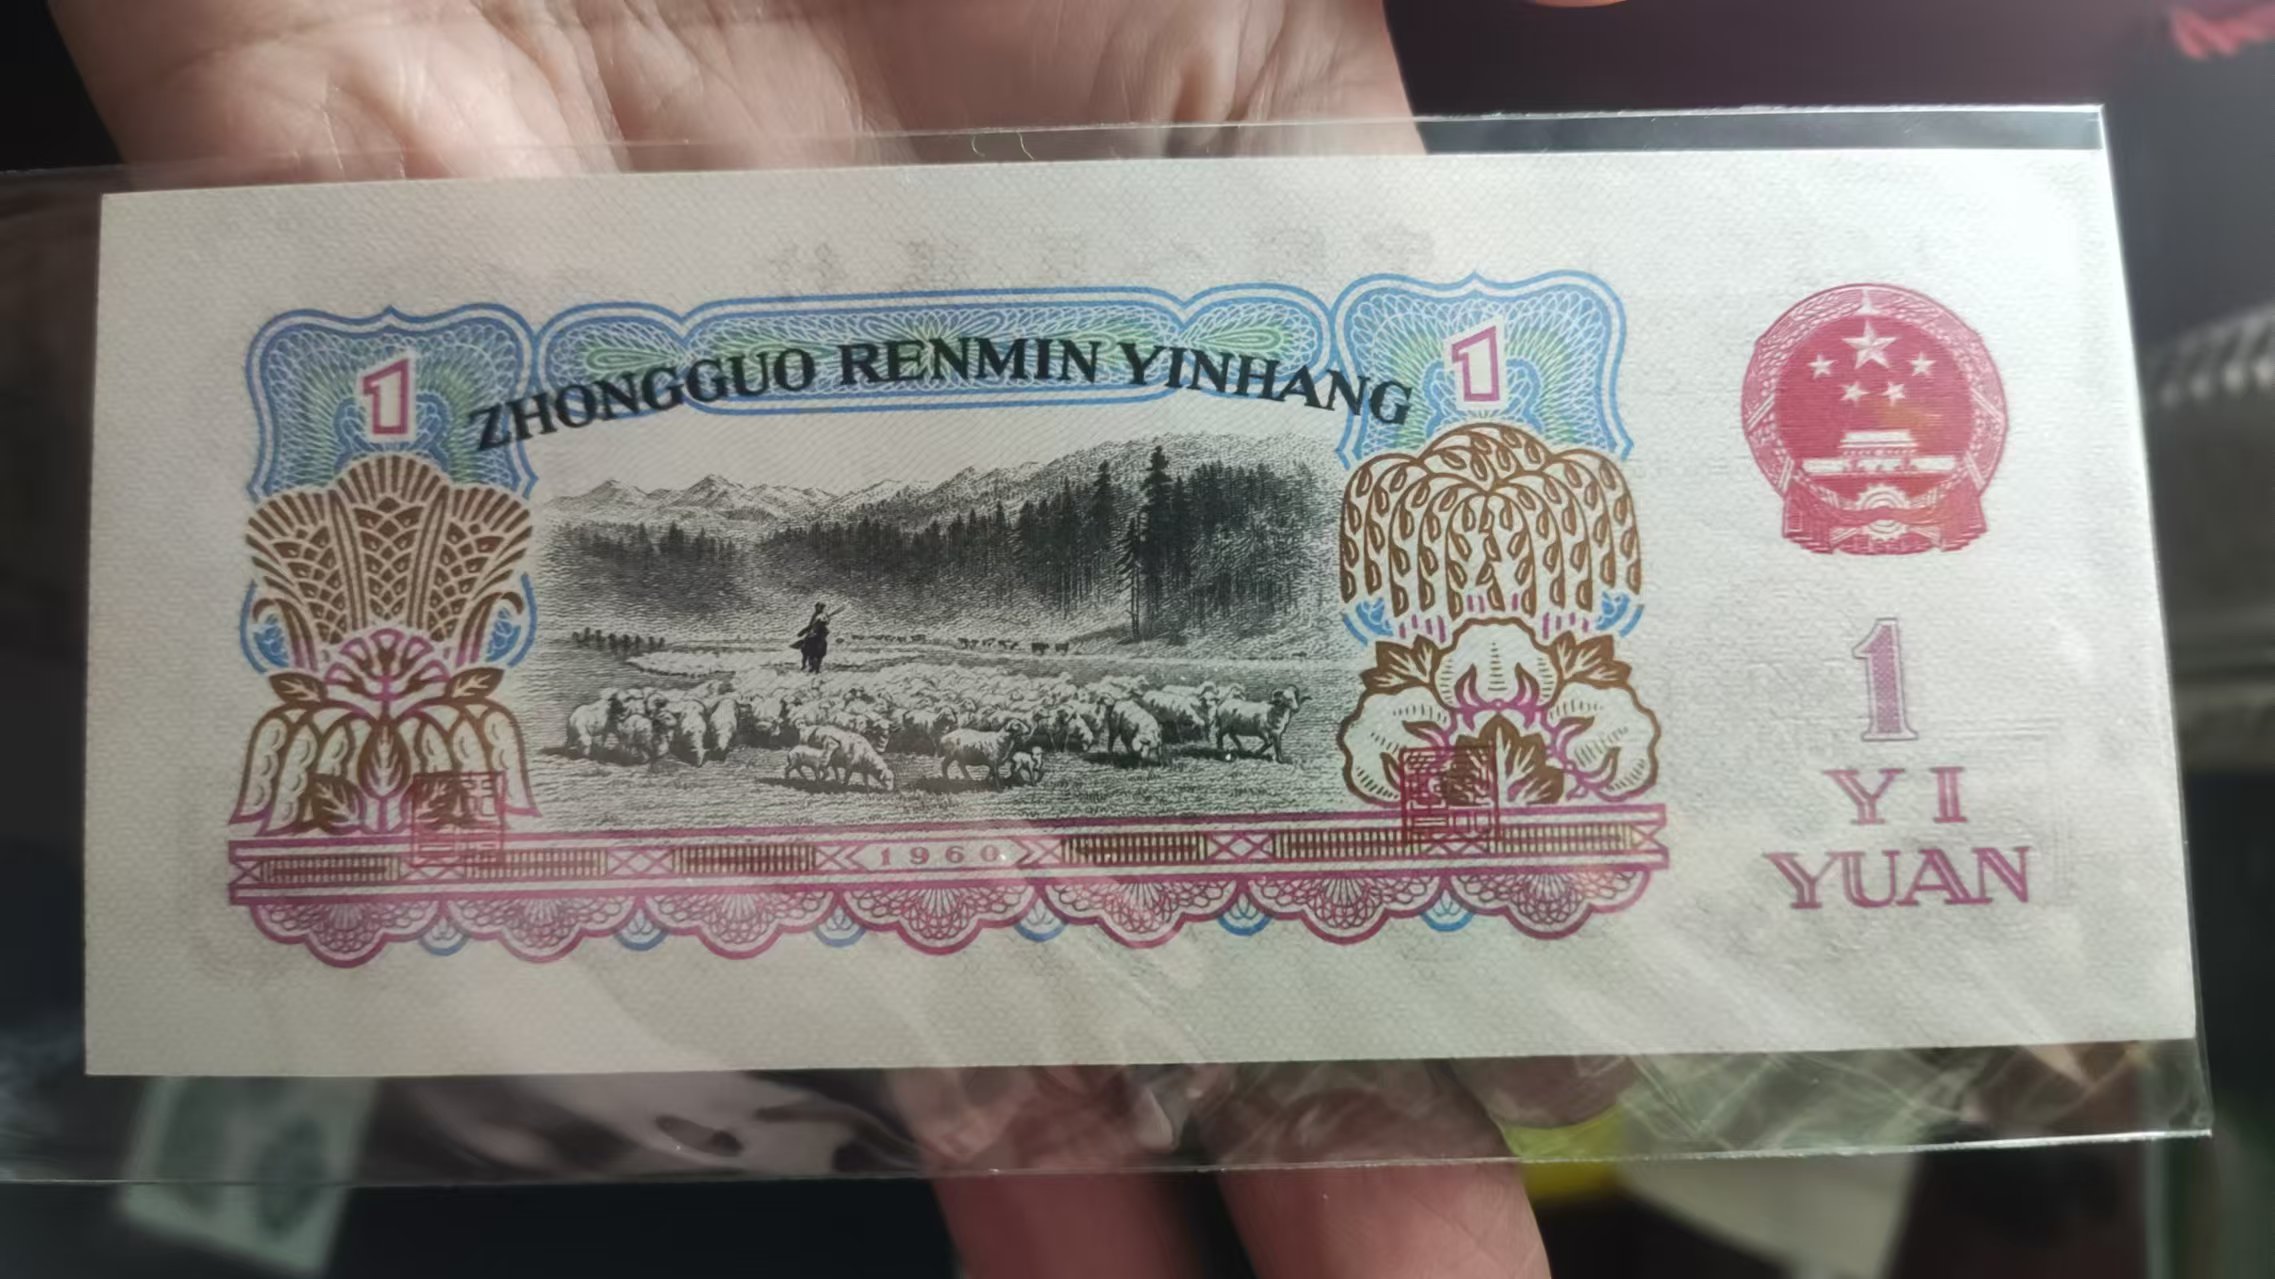 1 1
ZHONGGUO RENMIN YINHANG
1960
1
YI
YUAN